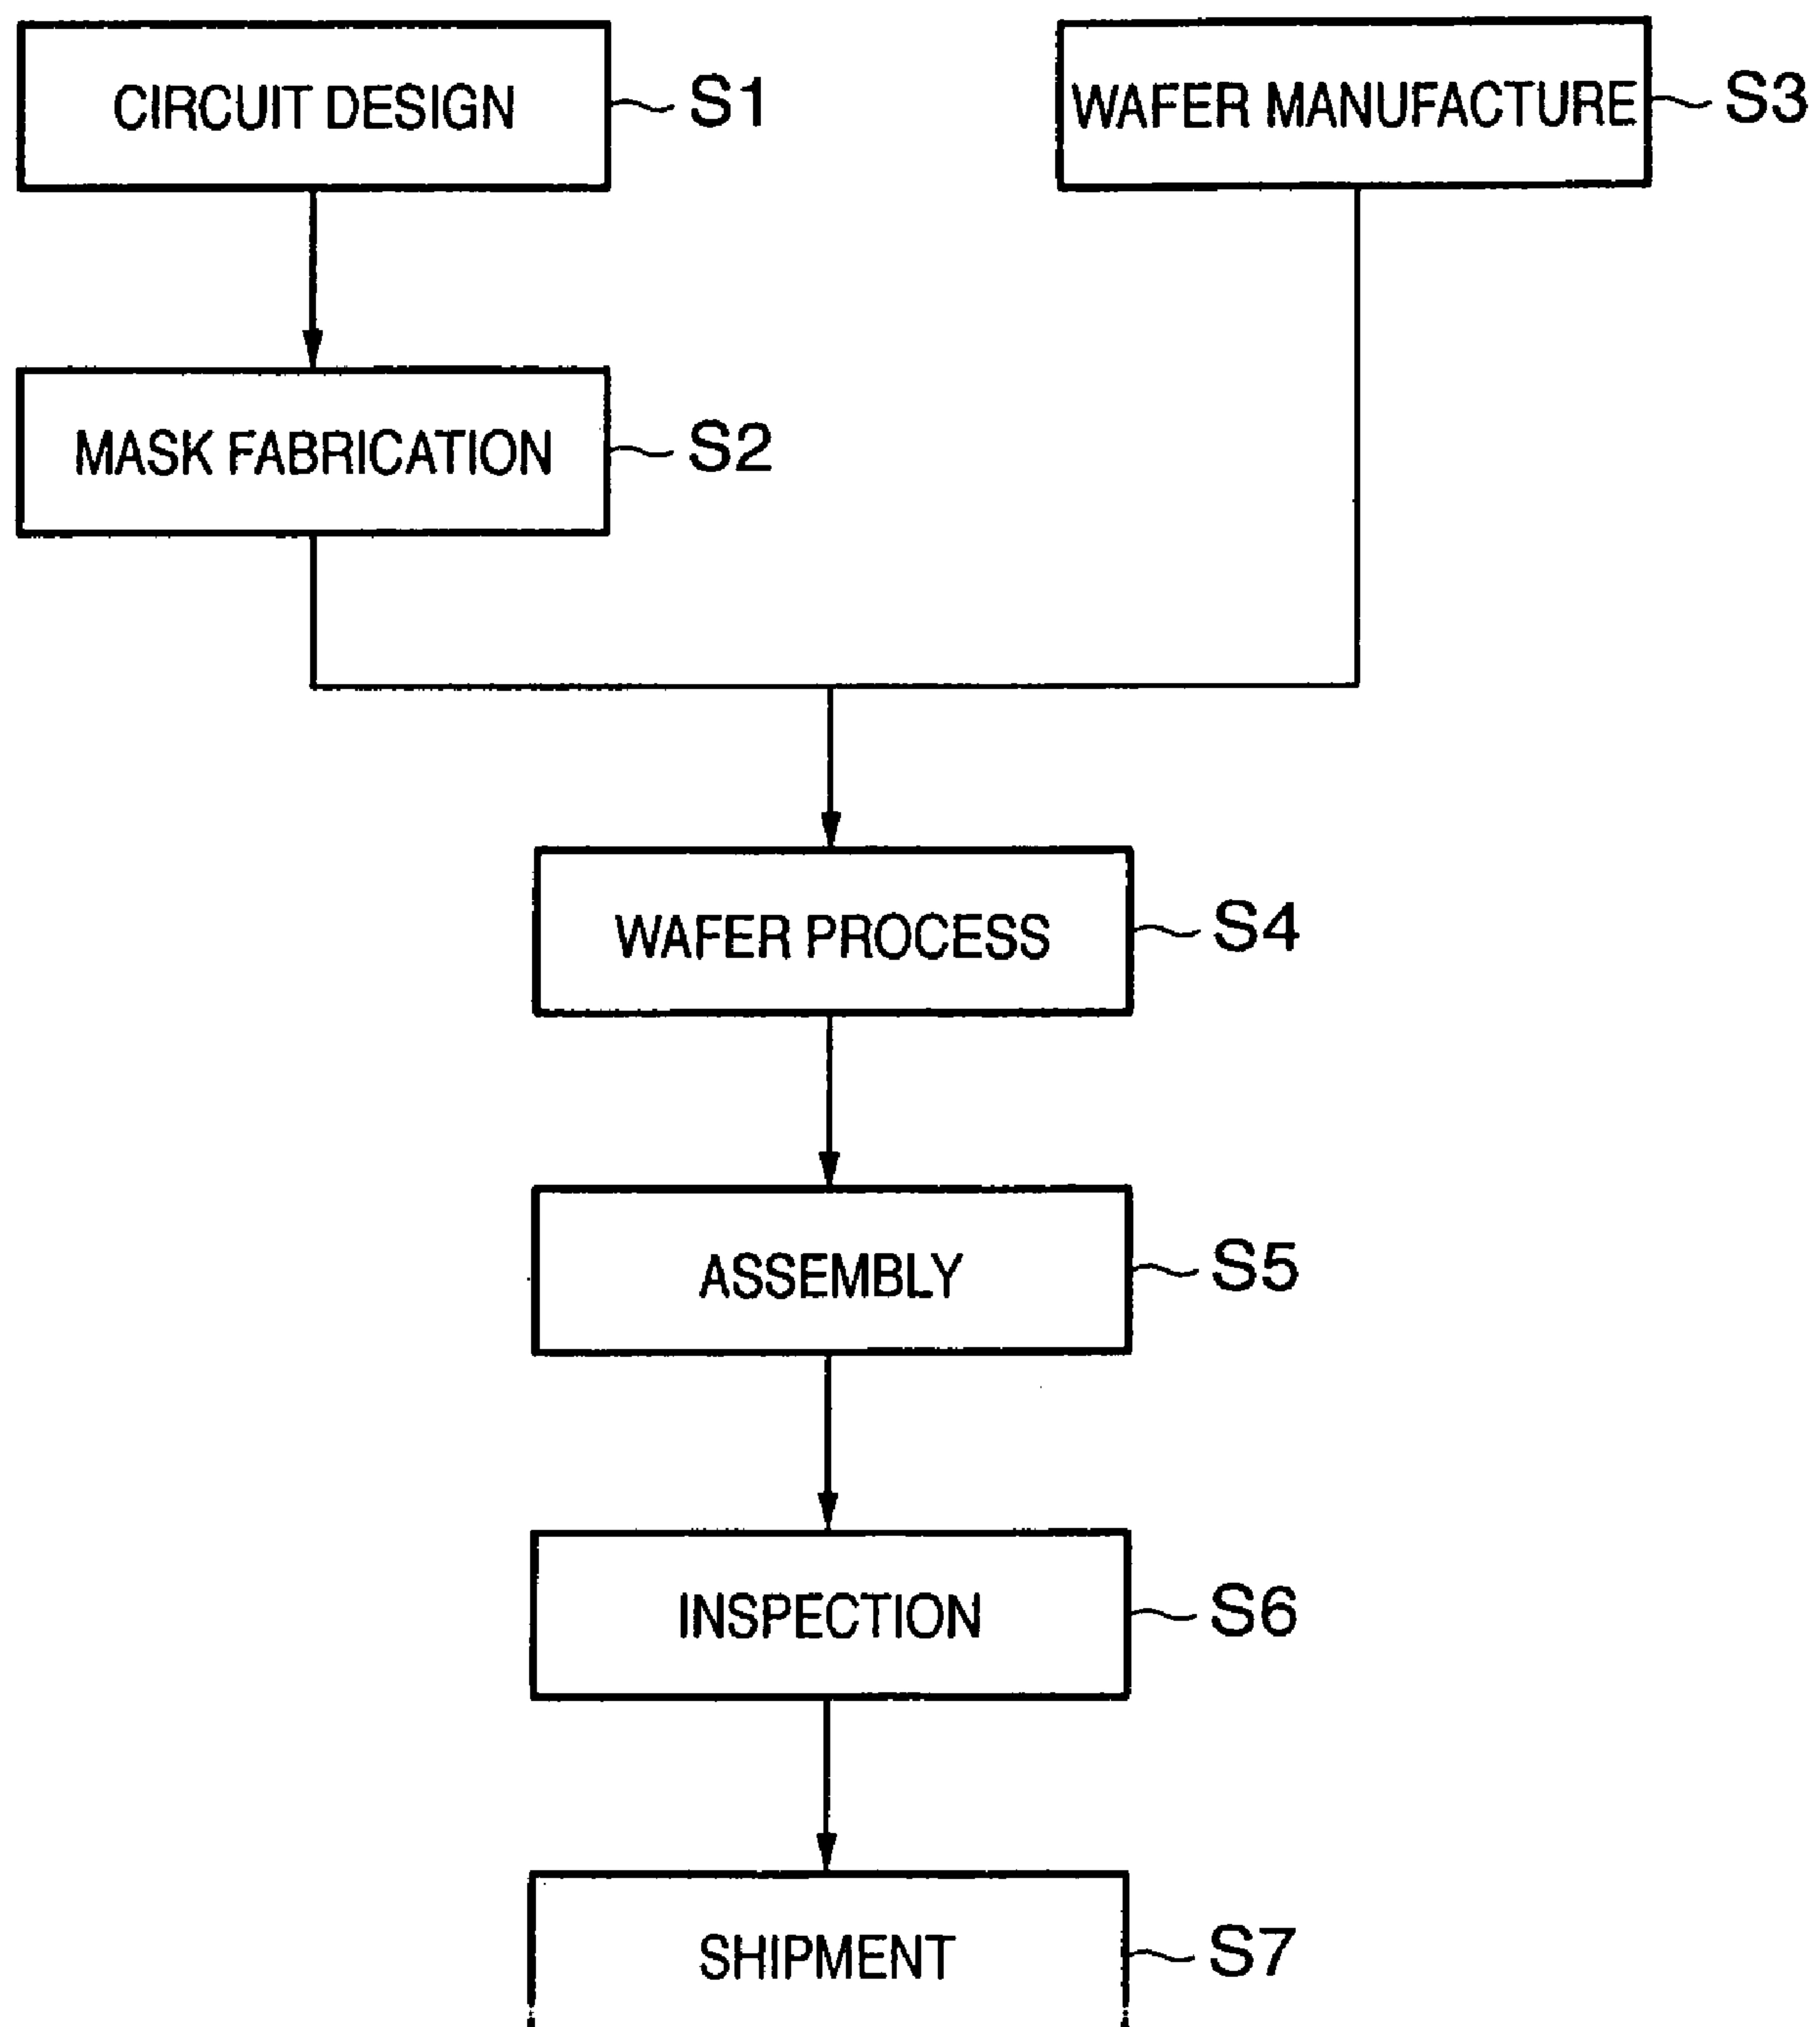 CIRCUIT DESIGN S1
WAFER MANUFACTURE S3
MASK FABRICATION S2
WAFER PROCESS S4
ASSEMBLY S5
INSPECTION S6
SHIPMENT S7